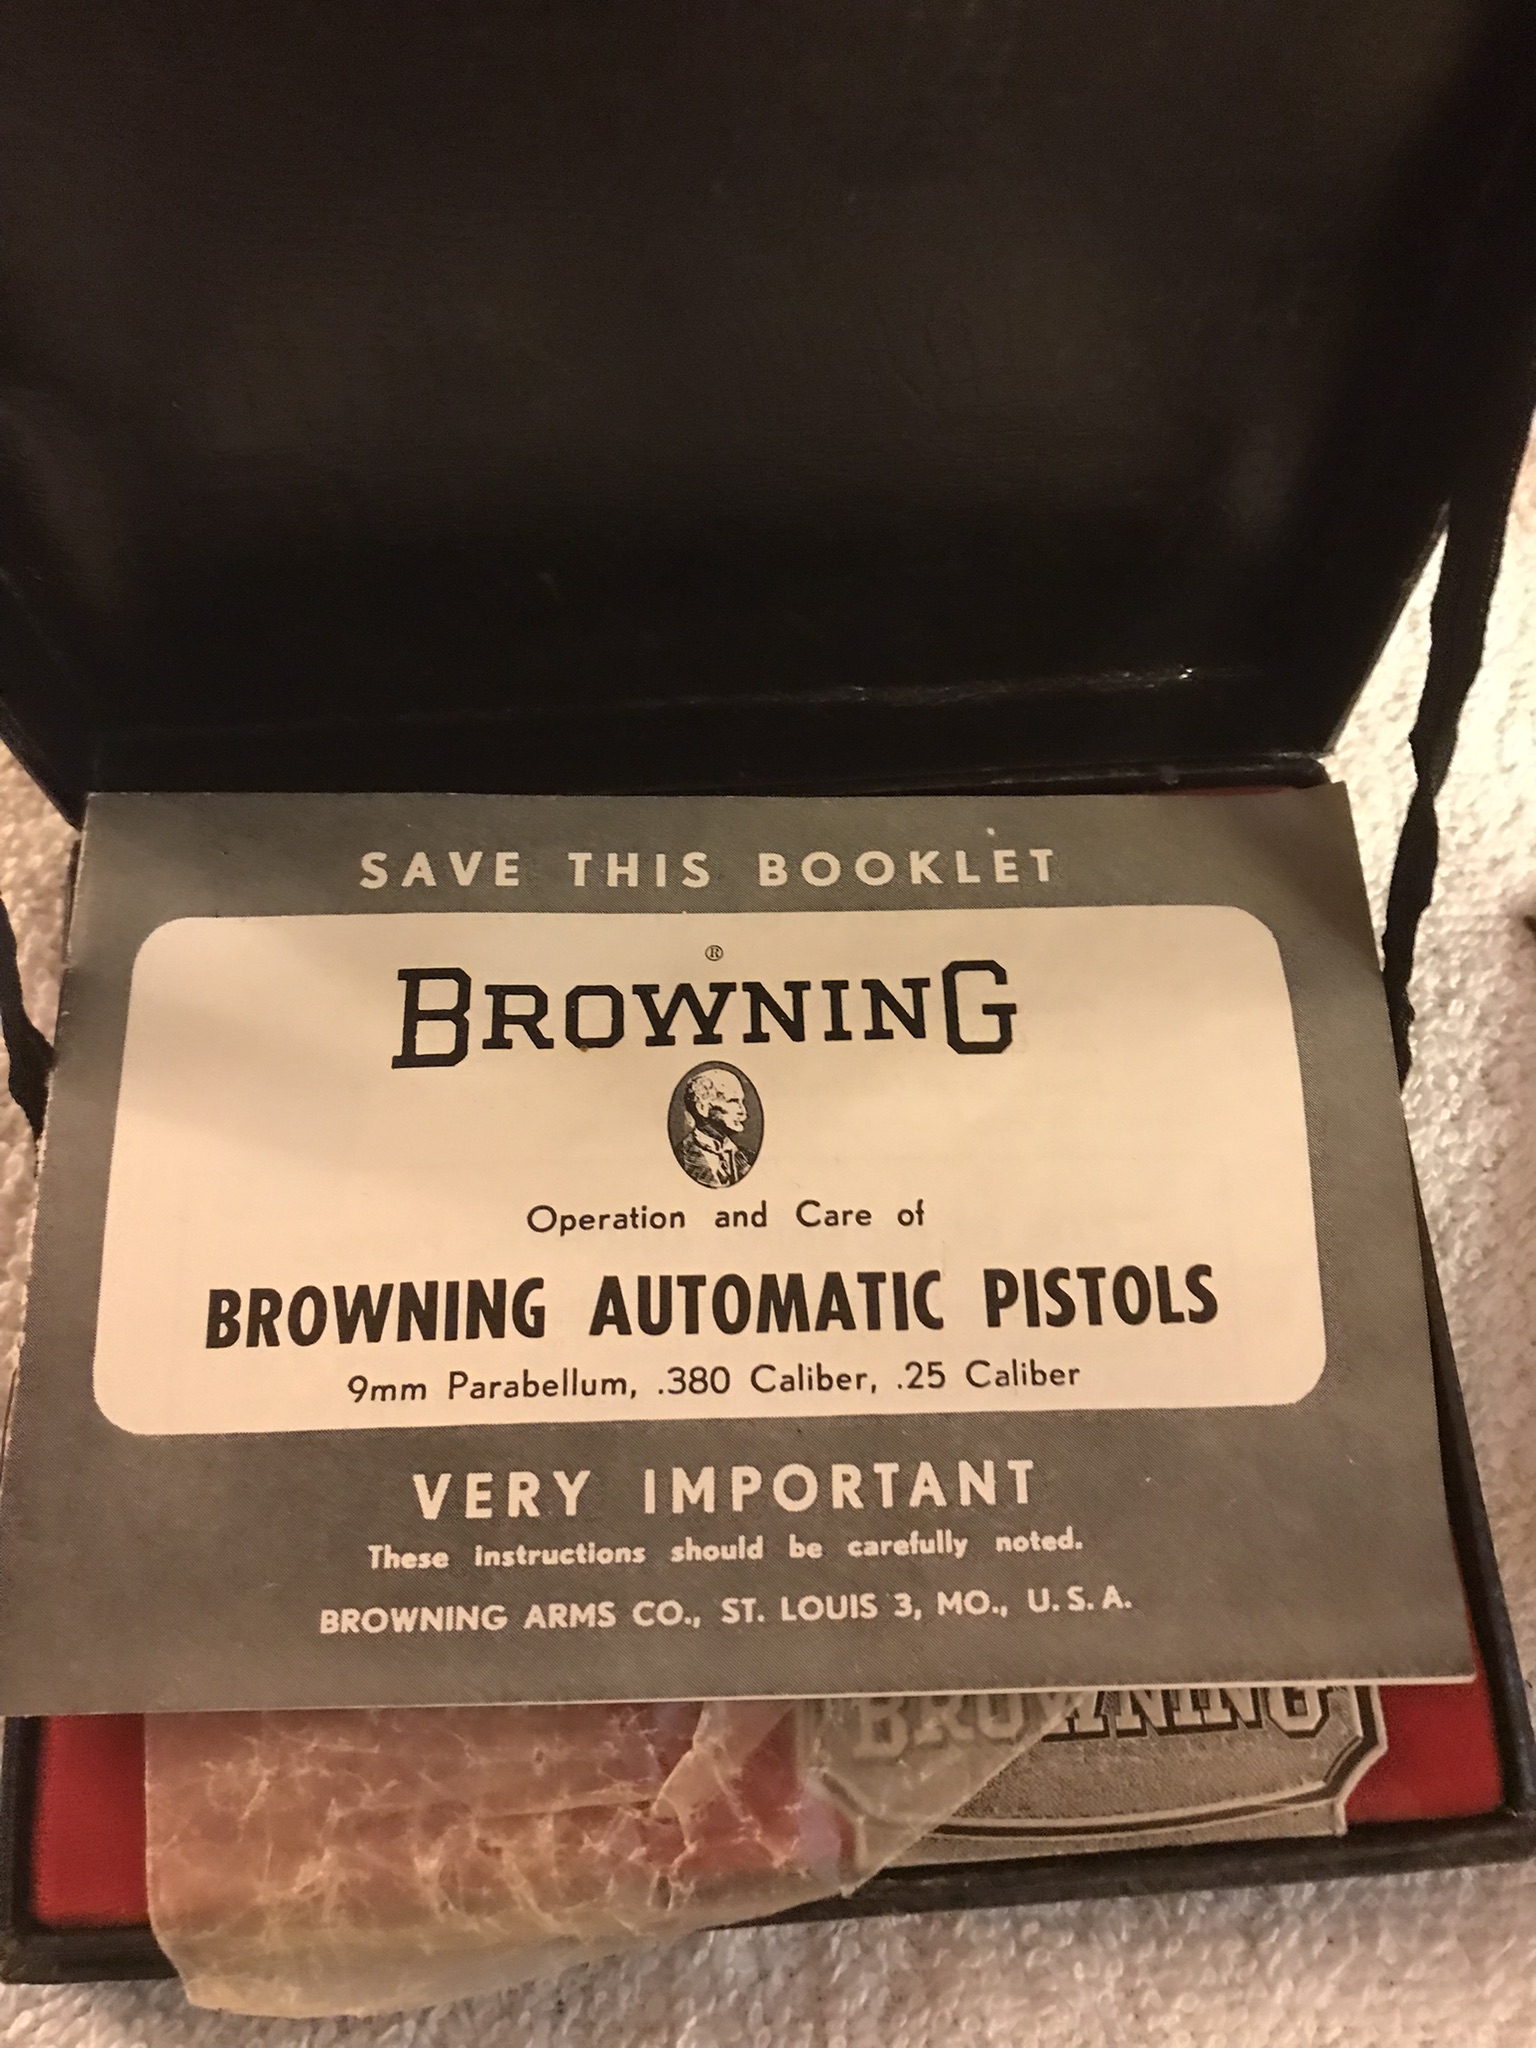 SAVE THIS BOOKLET
®
BROWNING
Operation and Care of
BROWNING AUTOMATIC PISTOLS
9mm Parabellum, .380 Caliber, .25 Caliber
VERY IMPORTANT
These instructions should be carefully noted.
BROWNING ARMS CO., ST. LOUIS 3, MO., U.S.A.
BROWNING